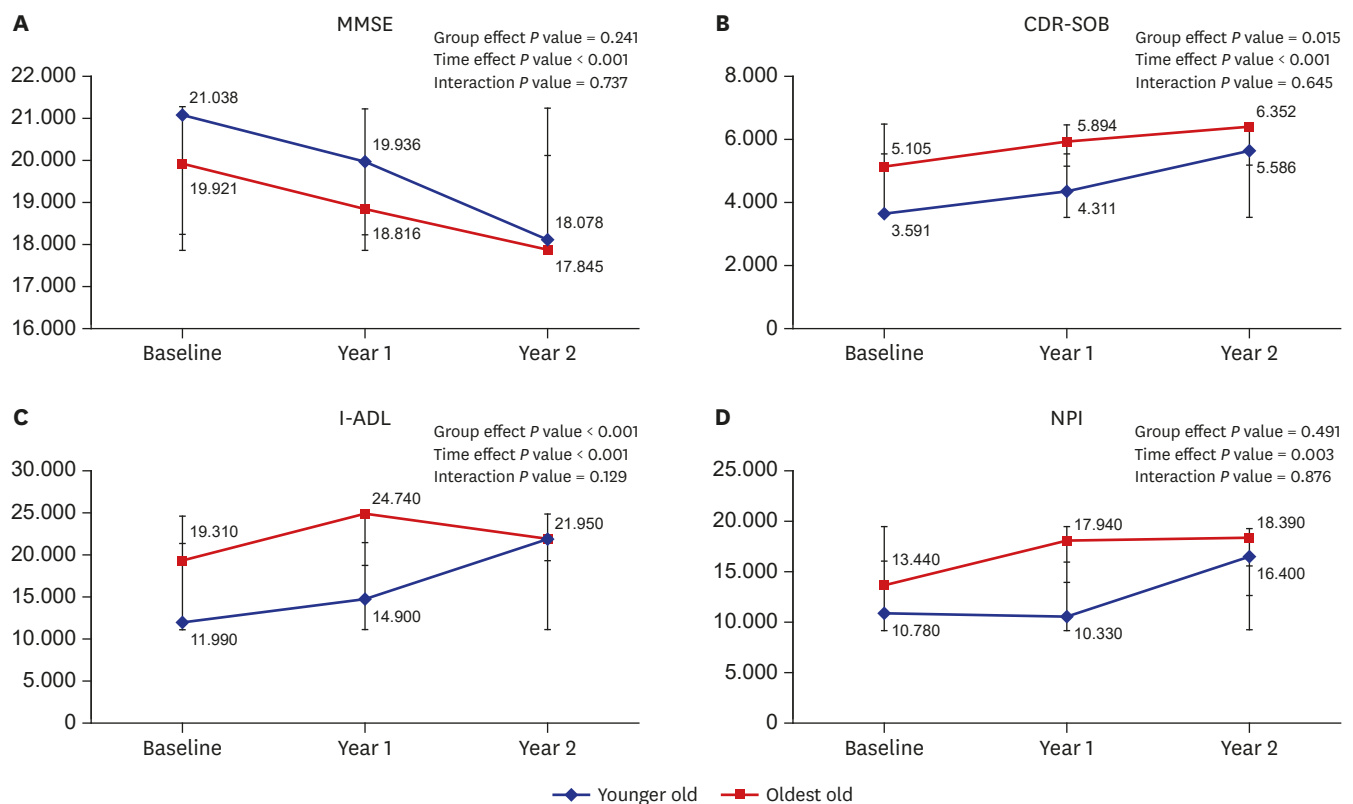 A
MMSE
Group effect P value = 0.241
Time effect P value < 0.001
Interaction P value = 0.737
22.000
21.000
20.000
19.000
18.000
17.000
16.000
21.038
19.936
18.078
19.921
18.816
17.845
Baseline
Year 1
Year 2
B
CDR-SOB
Group effect P value = 0.015
Time effect P value < 0.001
Interaction P value = 0.645
8.000
6.000
4.000
2.000
0
5.105
5.894
6.352
3.591
4.311
5.586
Baseline
Year 1
Year 2
C
I-ADL
Group effect P value < 0.001
Time effect P value < 0.001
Interaction P value = 0.129
30.000
25.000
20.000
15.000
10.000
5.000
0
19.310
24.740
21.950
11.990
14.900
Baseline
Year 1
Year 2
D
NPI
Group effect P value = 0.491
Time effect P value = 0.003
Interaction P value = 0.876
25.000
20.000
15.000
10.000
5.000
0
13.440
17.940
18.390
10.780
10.330
16.400
Baseline
Year 1
Year 2
Younger old
Oldest old